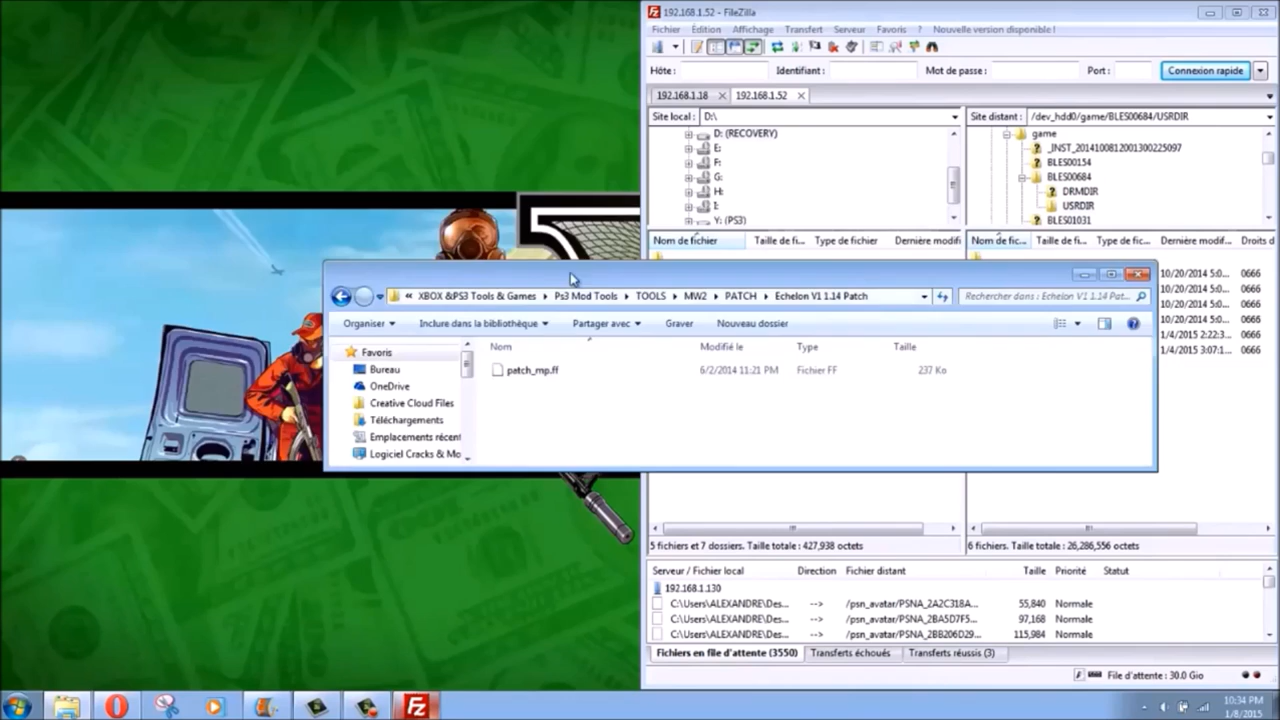 192.168.1.52 - FileZilla
Fichier Édition Affichage Transfert Serveur Favoris ? Nouvelle version disponible !
Hôte : Identifiant : Mot de passe : Port : Connexion rapide
192.168.1.18 192.168.1.52
Site local : D:\
D: (RECOVERY)
E:
F:
G:
H:
I:
Y: (PS3)
Site distant : /dev_hdd0/game/BLES00684/USRDIR
game
_INST_20141008120013002250​97
BLES00154
BLES00684
DRMDIR
USRDIR
BLES01031
Nom de fichier Taille de fi... Type de fichier Dernière modifi
Nom de fic... Taille de fi... Type de fic... Dernière modif... Droits d
10/20/2014 5:0... 0666
10/20/2014 5:0... 0666
10/20/2014 5:0... 0666
10/20/2014 5:0... 0666
1/4/2015 2:22:3... 0666
1/4/2015 3:07:1... 0666
« XBOX &PS3 Tools & Games Ps3 Mod Tools TOOLS MW2 PATCH Echelon V1 1.14 Patch
Rechercher dans : Echelon V1 1.14 Pat...
Organiser Inclure dans la bibliothèque Partager avec Graver Nouveau dossier
Favoris
Bureau
OneDrive
Creative Cloud Files
Téléchargements
Emplacements récent
Logiciel Cracks & Mo
Nom Modifié le Type Taille
patch_mp.ff 6/2/2014 11:21 PM Fichier FF 237 Ko
5 fichiers et 7 dossiers. Taille totale : 427,938 octets
6 fichiers. Taille totale : 26,286,556 octets
Serveur / Fichier local Direction Fichier distant Taille Priorité Statut
192.168.1.130
C:\Users\ALEXANDRE\Des... --> /psn_avatar/PSNA_2A2C318A... 55,840 Normale
C:\Users\ALEXANDRE\Des... --> /psn_avatar/PSNA_2BA5D7F5... 97,168 Normale
C:\Users\ALEXANDRE\Des... --> /psn_avatar/PSNA_2BB206D29... 115,984 Normale
Fichiers en file d'attente (3550) Transferts échoués Transferts réussis (3)
File d'attente : 30.0 Gio
10:34 PM
1/8/2015